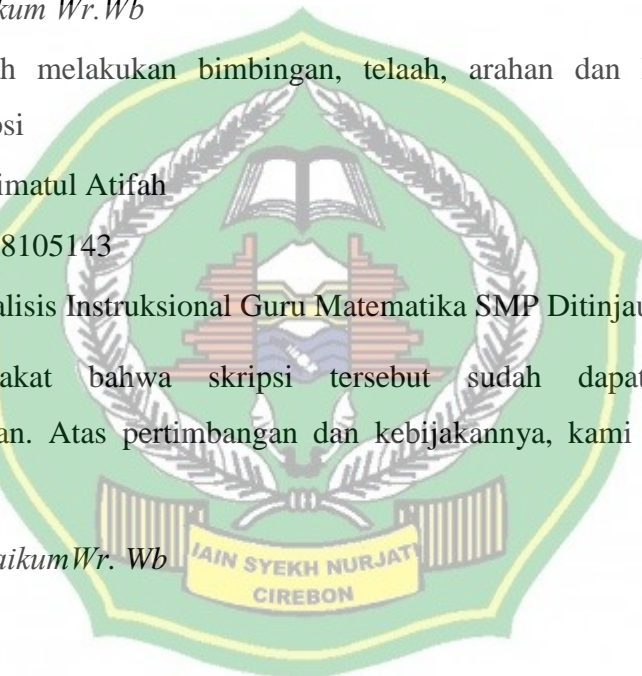 kum Wr.Wb
h melakukan bimbingan, telaah, arahan dan
si
imatul Atifah
8105143
alisis Instruksional Guru Matematika SMP Ditinjau
akat bahwa skripsi tersebut sudah dapat
an. Atas pertimbangan dan kebijakannya, kami
aikumWr. Wb
IAIN SYEKH NURJATI
CIREBON